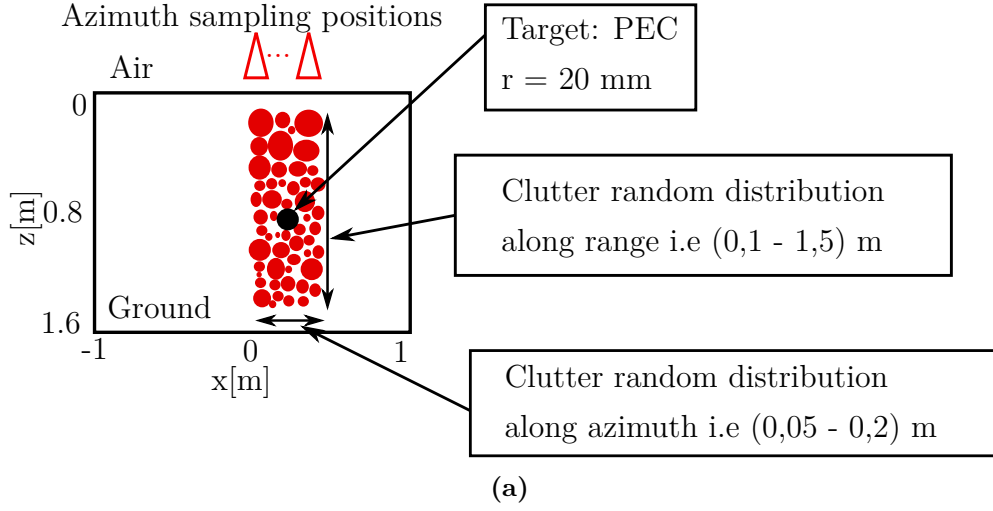 Azimuth sampling positions
...
Air
Target: PEC
r = 20 mm
0
z[m]
0.8
Clutter random distribution
along range i.e (0,1 - 1,5) m
Ground
1.6
-1
0
1
x[m]
Clutter random distribution
along azimuth i.e (0,05 - 0,2) m
(a)